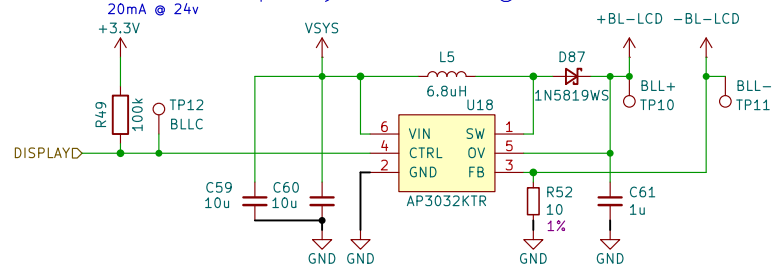 20mA @ 24v
+3.3V
VSYS
+BL-LCD
-BL-LCD
L5
6.8uH
D87
1N5819WS
BLL+
TP10
BLL-
TP11
R49
100k
TP12
BLLC
U18
DISPLAY
6 VIN SW 1
4 CTRL OV 5
2 GND FB 3
AP3032KTR
C59
10u
C60
10u
R52
10
1%
C61
1u
GND
GND
GND
GND